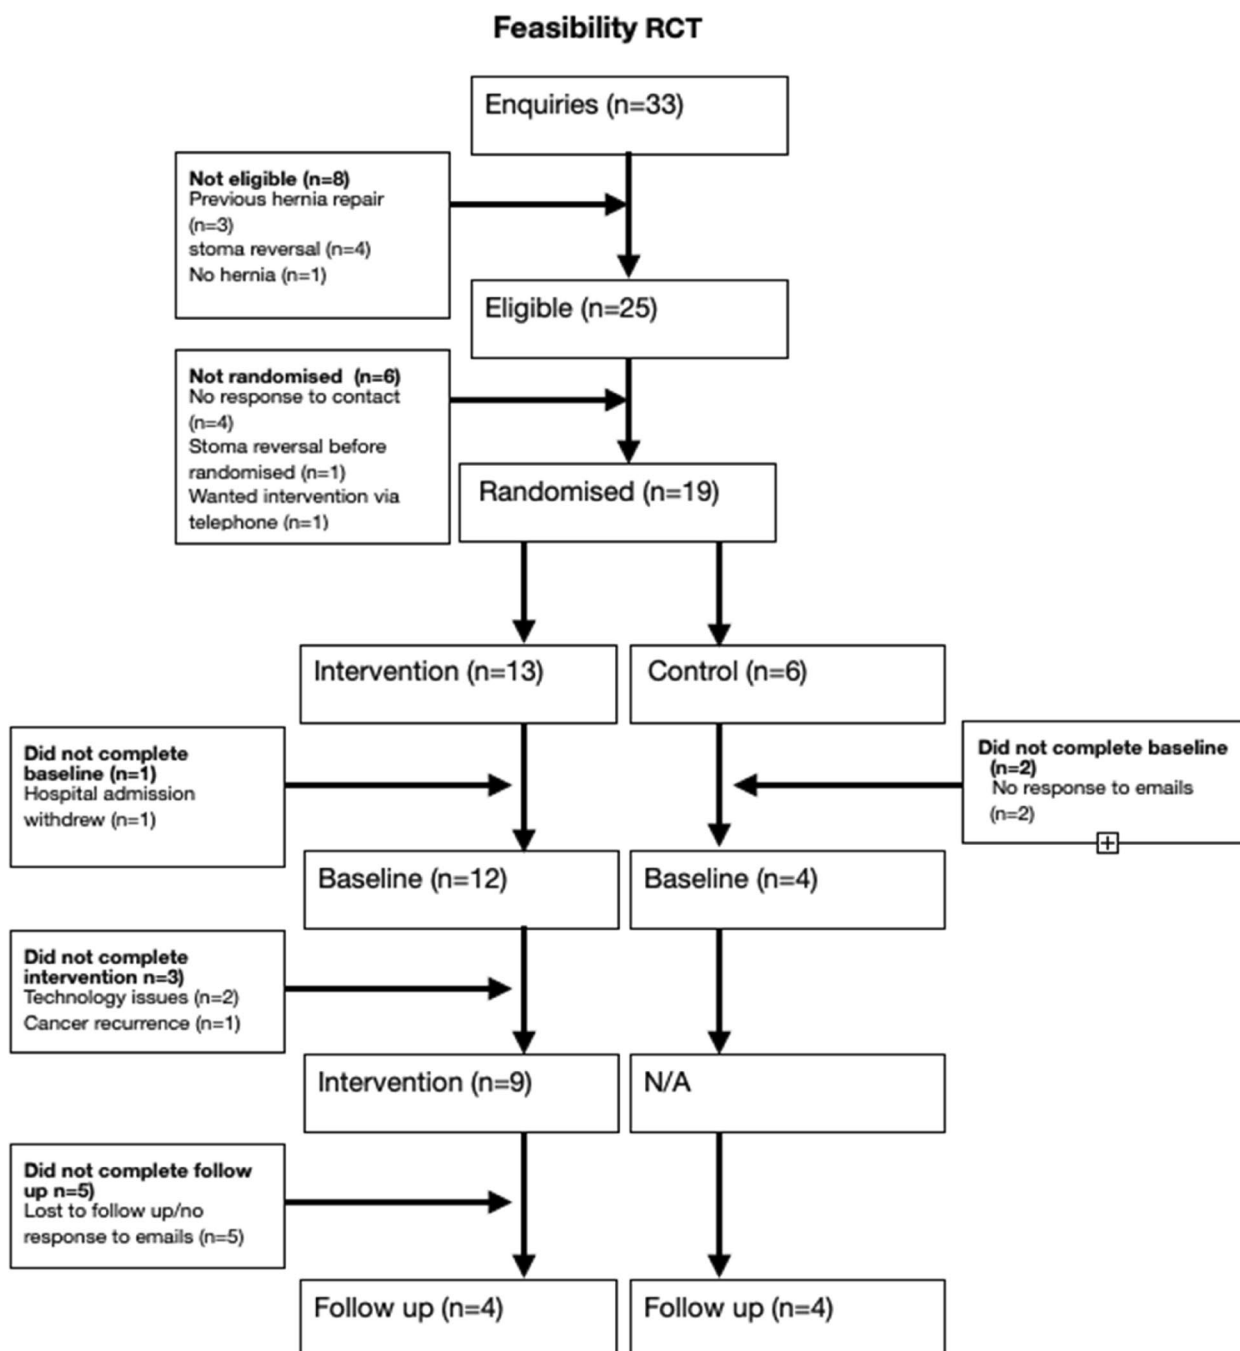 Feasibility RCT
Enquiries (n=33)
Not eligible (n=8)
Previous hernia repair
(n=3)
stoma reversal (n=4)
No hernia (n=1)
Eligible (n=25)
Not randomised  (n=6)
No response to contact
(n=4)
Stoma reversal before
randomised (n=1)
Wanted intervention via
telephone (n=1)
Randomised (n=19)
Intervention (n=13)
Control (n=6)
Did not complete
baseline (n=1)
Hospital admission
withdrew (n=1)
Did not complete baseline
(n=2)
No response to emails
(n=2)
Baseline (n=12)
Baseline (n=4)
Did not complete
intervention n=3)
Technology issues (n=2)
Cancer recurrence (n=1)
Intervention (n=9)
N/A
Did not complete follow
up n=5)
Lost to follow up/no
response to emails (n=5)
Follow up (n=4)
Follow up (n=4)